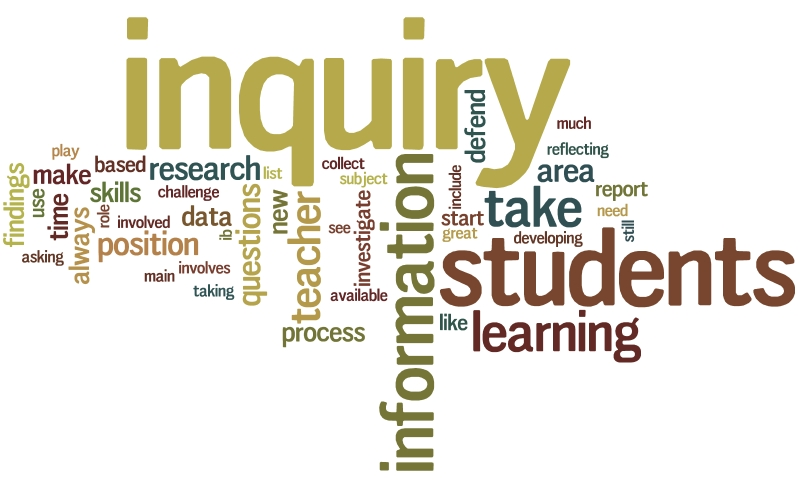 inquiry
defend
much
play
based
research
list
collect
reflecting
findings
make
skills
challenge
subject
include
area
use
time
always
role
involved
data
ib
questions
new
teacher
see
investigate
information
start
take
report
need
asking
position
great
developing
still
main
involves
taking
available
students
process
like
learning